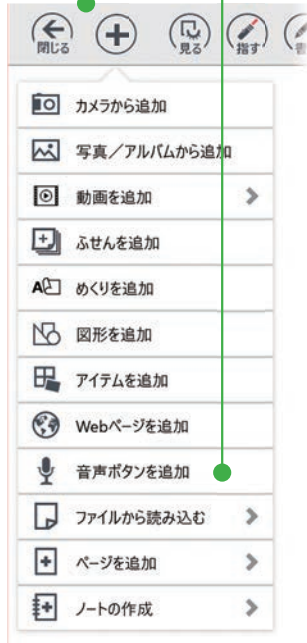 閉じる
見る
指す
カメラから追加
写真／アルバムから追加
動画を追加
ふせんを追加
めくりを追加
図形を追加
アイテムを追加
Webページを追加
音声ボタンを追加
ファイルから読み込む
ページを追加
ノートの作成